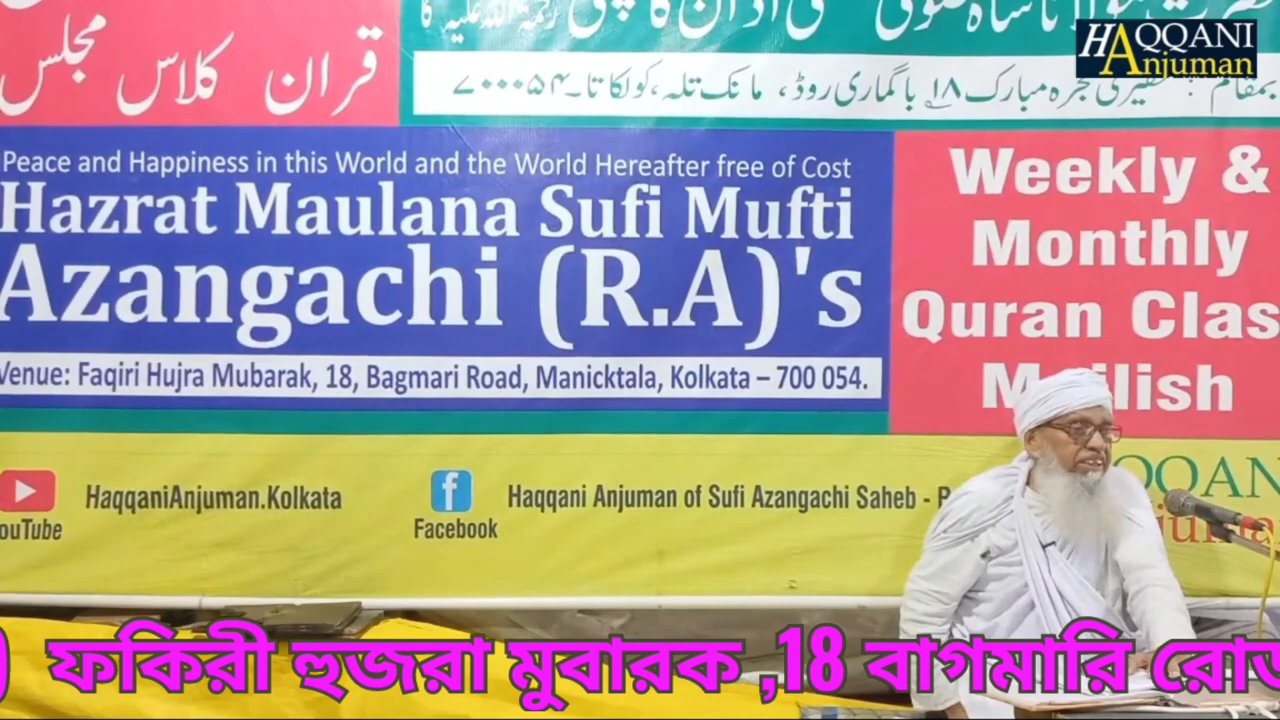 HAQQANI
Anjuman
قران کلاس مجلس
بمقام فقیری حجرہ مبارک ۱۸ باگماری روڈ، مانک تلہ، کولکاتا۔ ۷۰۰۰۵۴
Peace and Happiness in this World and the World Hereafter free of Cost
Hazrat Maulana Sufi Mufti
Azangachi (R.A)'s
Venue: Faqiri Hujra Mubarak, 18, Bagmari Road, Manicktala, Kolkata – 700 054.
Weekly &
Monthly
Quran Clas
M lish
ouTube
HaqqaniAnjuman.Kolkata
Facebook
Haqqani Anjuman of Sufi Azangachi Saheb -
QQAN
) ফকিরী হুজরা মুবারক ,18 বাগমারি রোড